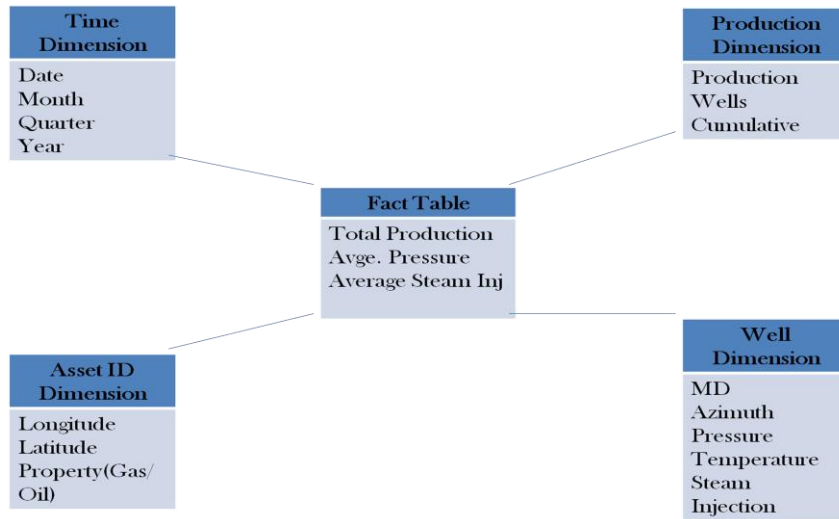 Time
Dimension
Date
Month
Quarter
Year
Production
Dimension
Production
Wells
Cumulative
Fact Table
Total Production
Avge. Pressure
Average Steam Inj
Asset ID
Dimension
Longitude
Latitude
Property(Gas/
Oil)
Well
Dimension
MD
Azimuth
Pressure
Temperature
Steam
Injection